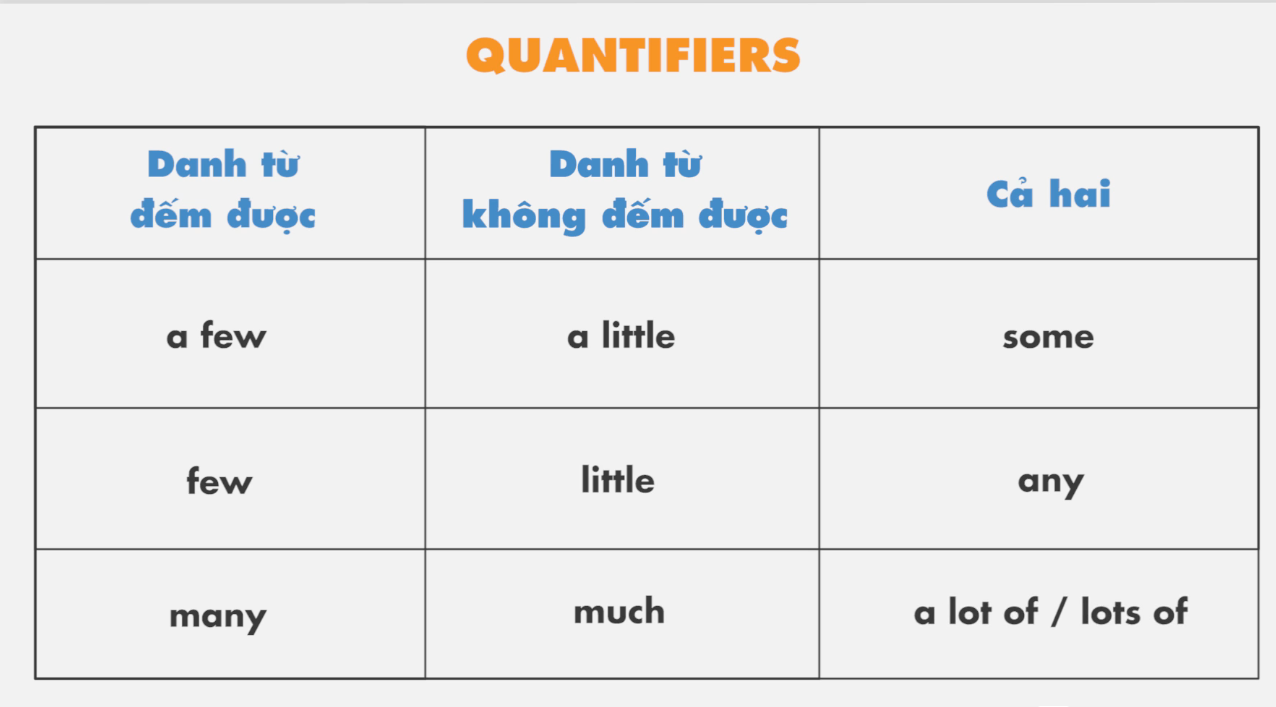 QUANTIFIERS
Danh từ
đếm được
Danh từ
không đếm được
Cả hai
a few
a little
some
few
little
any
many
much
a lot of / lots of